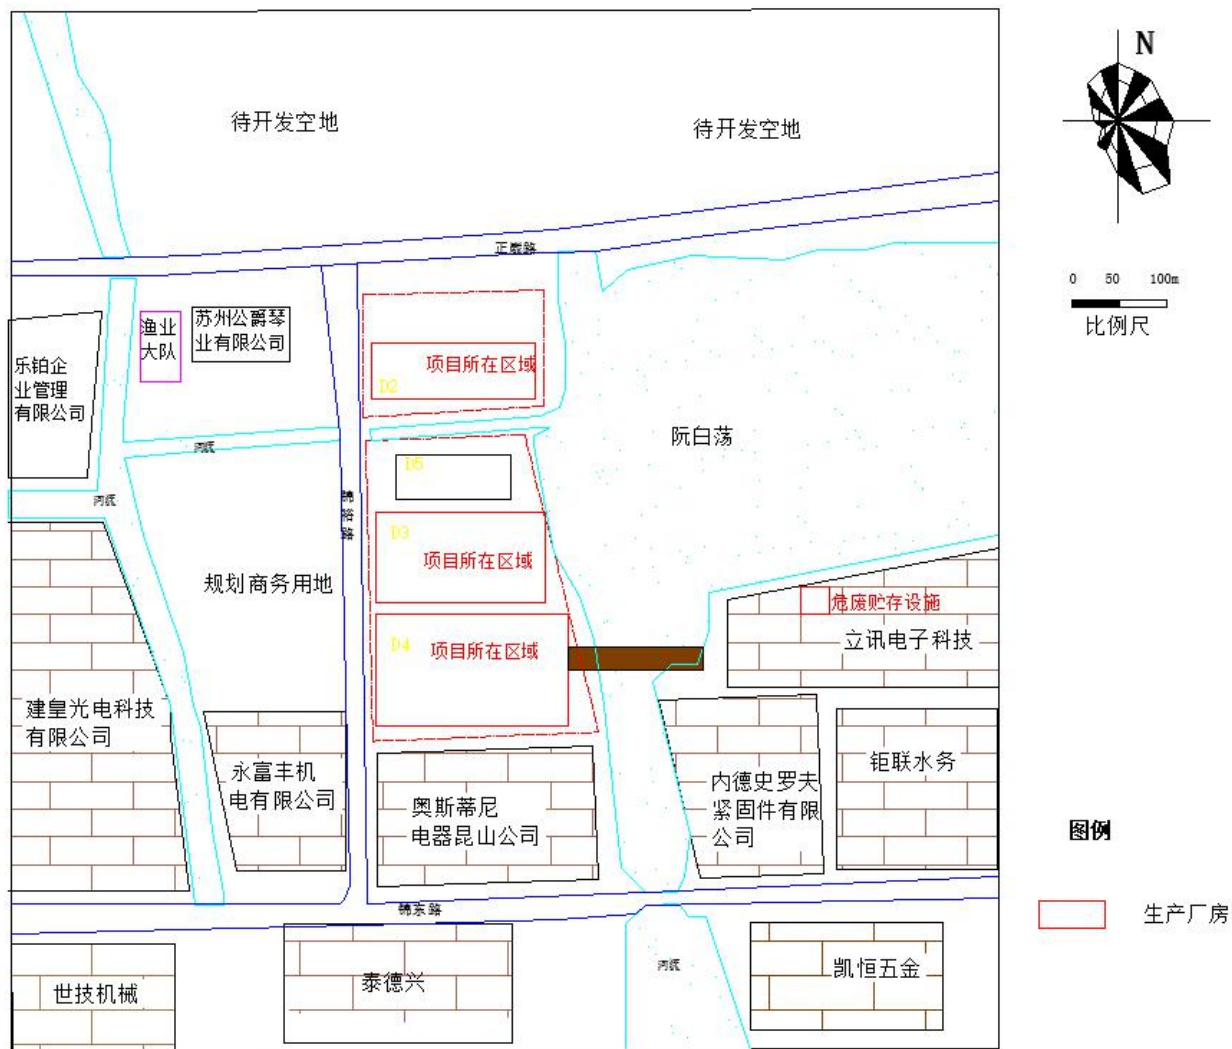 N
待开发空地
待开发空地
正威路
0 50 100m
比例尺
渔业
大队
苏州公爵琴
业有限公司
乐铂企
业管理
有限公司
项目所在区域
D2
河流
阮白荡
河流
D5
D3
项目所在区域
规划商务用地
危废贮存设施
立讯电子科技
D4
项目所在区域
建皇光电科技
有限公司
永富丰机
电有限公司
奥斯蒂尼
电器昆山公司
内德史罗夫
紧固件有限
公司
钜联水务
图例
生产厂房
锦东路
河流
世技机械
泰德兴
凯恒五金